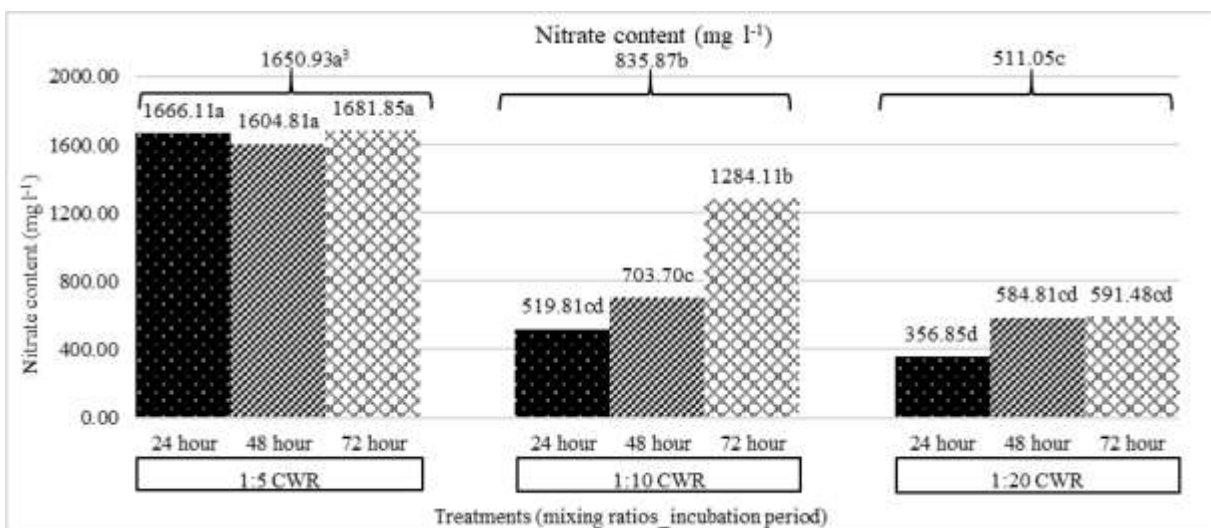 Nitrate content (mg l-1)
1650.93a³ 835.87b 511.05c
2000.00
1666.11a 1604.81a 1681.85a
1600.00
1284.11b
1200.00
800.00
703.70c
519.81cd
584.81cd 591.48cd
356.85d
400.00
0.00
Nitrate content (mg l-1)
24 hour 48 hour 72 hour 24 hour 48 hour 72 hour 24 hour 48 hour 72 hour
1:5 CWR 1:10 CWR 1:20 CWR
Treatments (mixing ratios_incubation period)